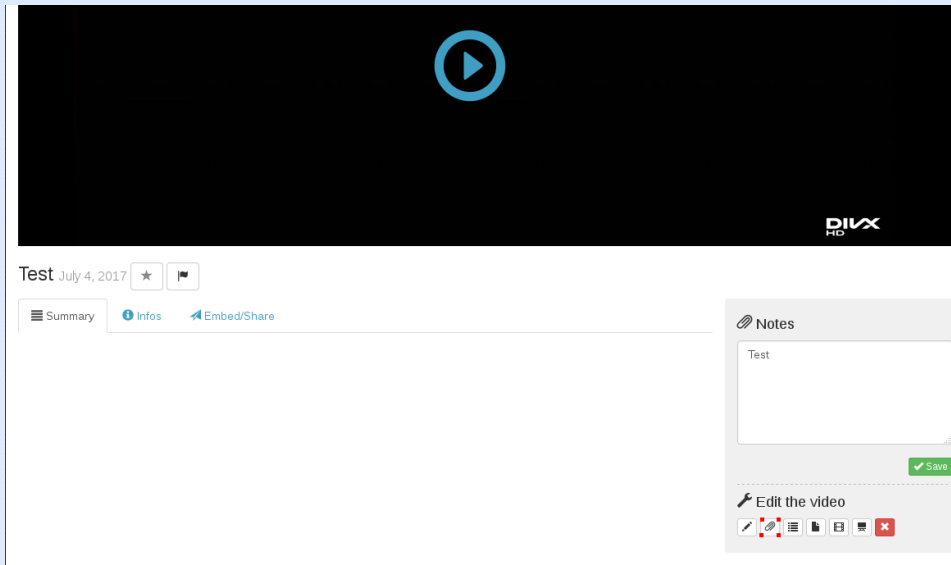 DIVX
HD
Test July 4, 2017
Summary Infos Embed/Share
Notes
Test
Save
Edit the video